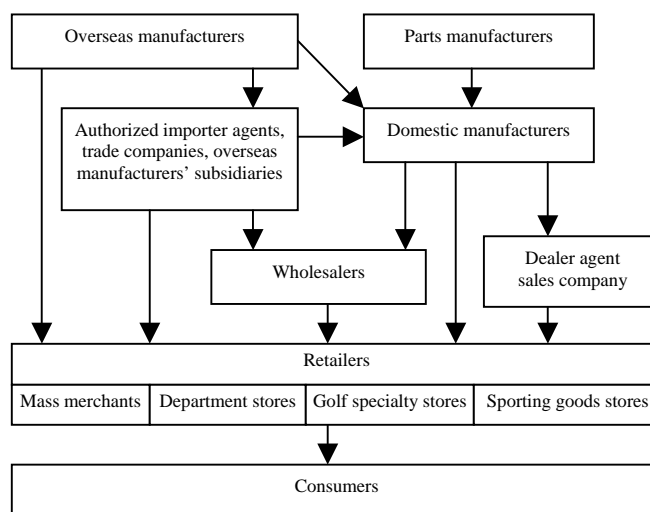 Overseas manufacturers
Parts manufacturers
Authorized importer agents,
trade companies, overseas
manufacturers’ subsidiaries
Domestic manufacturers
Wholesalers
Dealer agent
sales company
Retailers
Mass merchants
Department stores
Golf specialty stores
Sporting goods stores
Consumers